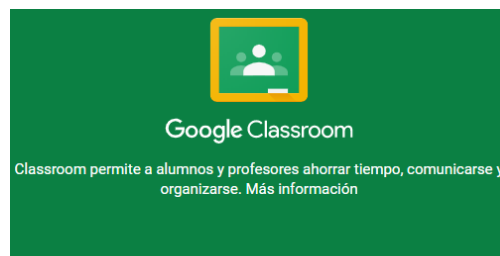 Google Classroom
Classroom permite a alumnos y profesores ahorrar tiempo, comunicarse y
organizarse. Más información